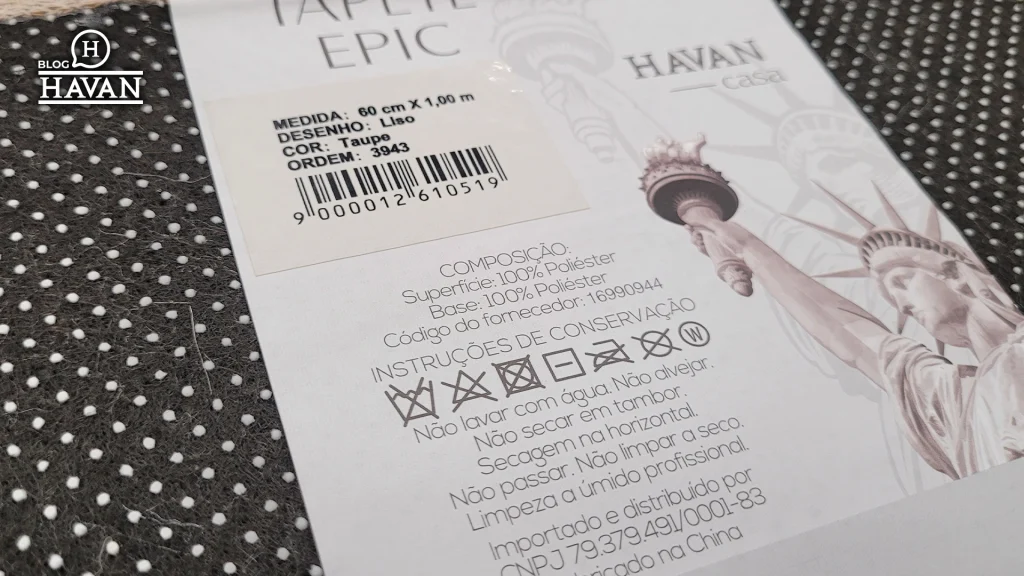 BLOG
H
HAVAN
TAPETE
EPIC
HAVAN
casa
MEDIDA: 60 cm X 1,00 m
DESENHO: Liso
COR: Taupe
ORDEM: 3943
9 000012 610519
COMPOSIÇÃO:
Superfície: 100% Poliéster
Base: 100% Poliéster
Código do fornecedor: 16990944
INSTRUÇÕES DE CONSERVAÇÃO
W
Não lavar com água. Não alvejar.
Não secar em tambor.
Secagem na horizontal.
Não passar. Não limpar a seco.
Limpeza a úmido profissional.
Importado e distribuído por
CNPJ 79.379.491/0001-83
na China